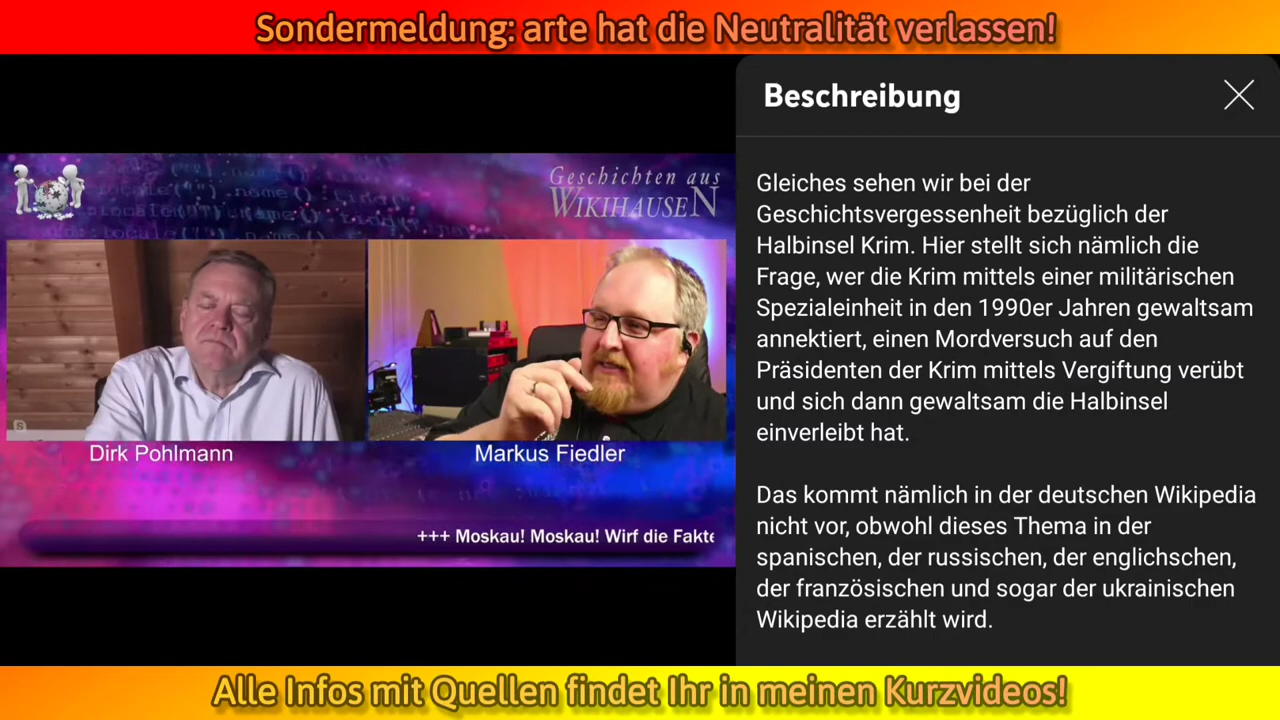 Sondermeldung: arte hat die Neutralität verlassen!
Geschichten aus
WIKIHAUSEN
Dirk Pohlmann
Markus Fiedler
+++ Moskau! Moskau! Wirf die Fakte
Beschreibung
Gleiches sehen wir bei der
Geschichtsvergessenheit bezüglich der
Halbinsel Krim. Hier stellt sich nämlich die
Frage, wer die Krim mittels einer militärischen
Spezialeinheit in den 1990er Jahren gewaltsam
annektiert, einen Mordversuch auf den
Präsidenten der Krim mittels Vergiftung verübt
und sich dann gewaltsam die Halbinsel
einverleibt hat.
Das kommt nämlich in der deutschen Wikipedia
nicht vor, obwohl dieses Thema in der
spanischen, der russischen, der englichschen,
der französischen und sogar der ukrainischen
Wikipedia erzählt wird.
Alle Infos mit Quellen findet Ihr in meinen Kurzvideos!